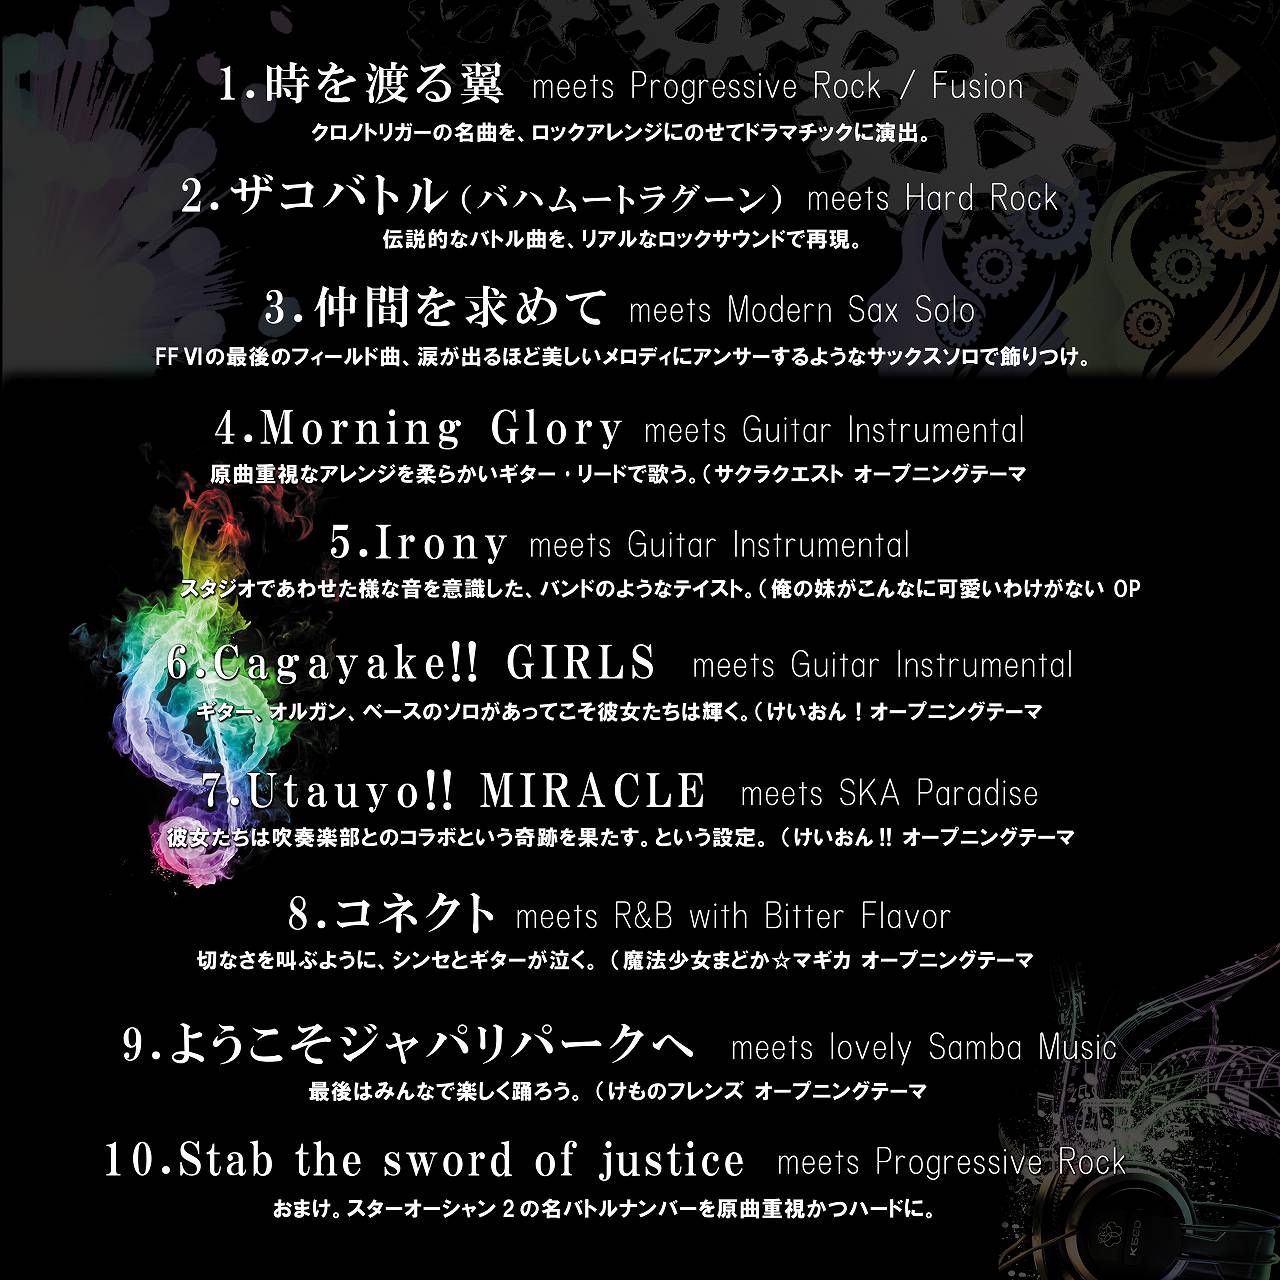 1.時を渡る翼 meets Progressive Rock / Fusion
クロノトリガーの名曲を、ロックアレンジにのせてドラマチックに演出。
2.ザコバトル(バハムートラグーン) meets Hard Rock
伝説的なバトル曲を、リアルなロックサウンドで再現。
3.仲間を求めて meets Modern Sax Solo
FF VIの最後のフィールド曲、涙が出るほど美しいメロディにアンサーするようなサックスソロで飾りつけ。
4.Morning Glory meets Guitar Instrumental
原曲重視なアレンジを柔らかいギター・リードで歌う。(サクラクエスト オープニングテーマ
5.Irony meets Guitar Instrumental
スタジオであわせた様な音を意識した、バンドのようなテイスト。(俺の妹がこんなに可愛いわけがない OP
6.Cagayake!! GIRLS meets Guitar Instrumental
ギター、オルガン、ベースのソロがあってこそ彼女たちは輝く。(けいおん!オープニングテーマ
7.Utauyo!! MIRACLE meets SKA Paradise
彼女たちは吹奏楽部とのコラボという奇跡を果たす。という設定。(けいおん!! オープニングテーマ
8.コネクト meets R&B with Bitter Flavor
切なさを叫ぶように、シンセとギターが泣く。(魔法少女まどか☆マギカ オープニングテーマ
9.ようこそジャパリパークへ meets lovely Samba Music
最後はみんなで楽しく踊ろう。(けものフレンズ オープニングテーマ
10.Stab the sword of justice meets Progressive Rock
おまけ。スターオーシャン2の名バトルナンバーを原曲重視かつハードに。